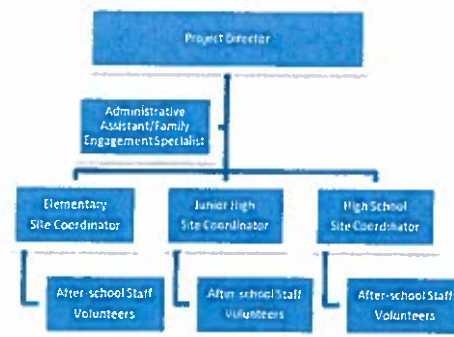 Project Director
Administrative
Assistant/Family
Engagement Specialist
Elementary
Site Coordinator
Junior High
Site Coordinator
High School
Site Coordinator
After-school Staff
Volunteers
After-school Staff
Volunteers
After-school Staff
Volunteers